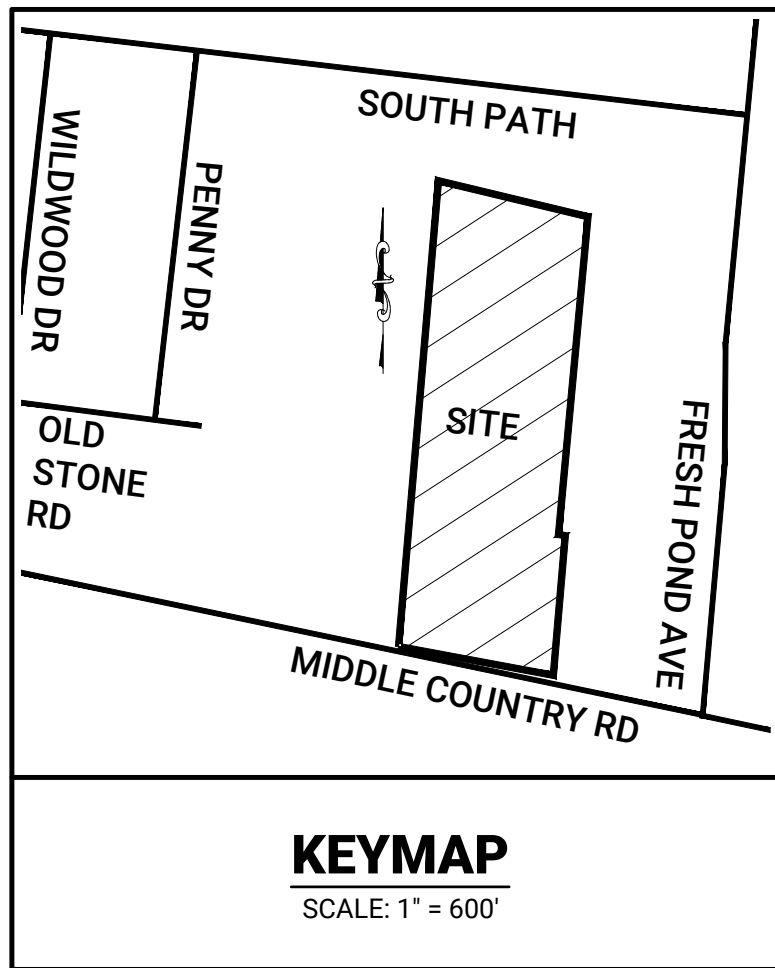 SOUTH PATH
WILDWOOD DR
PENNY DR
SITE
FRESH POND AVE
OLD
STONE
RD
MIDDLE COUNTRY RD
KEYMAP
SCALE: 1" = 600'